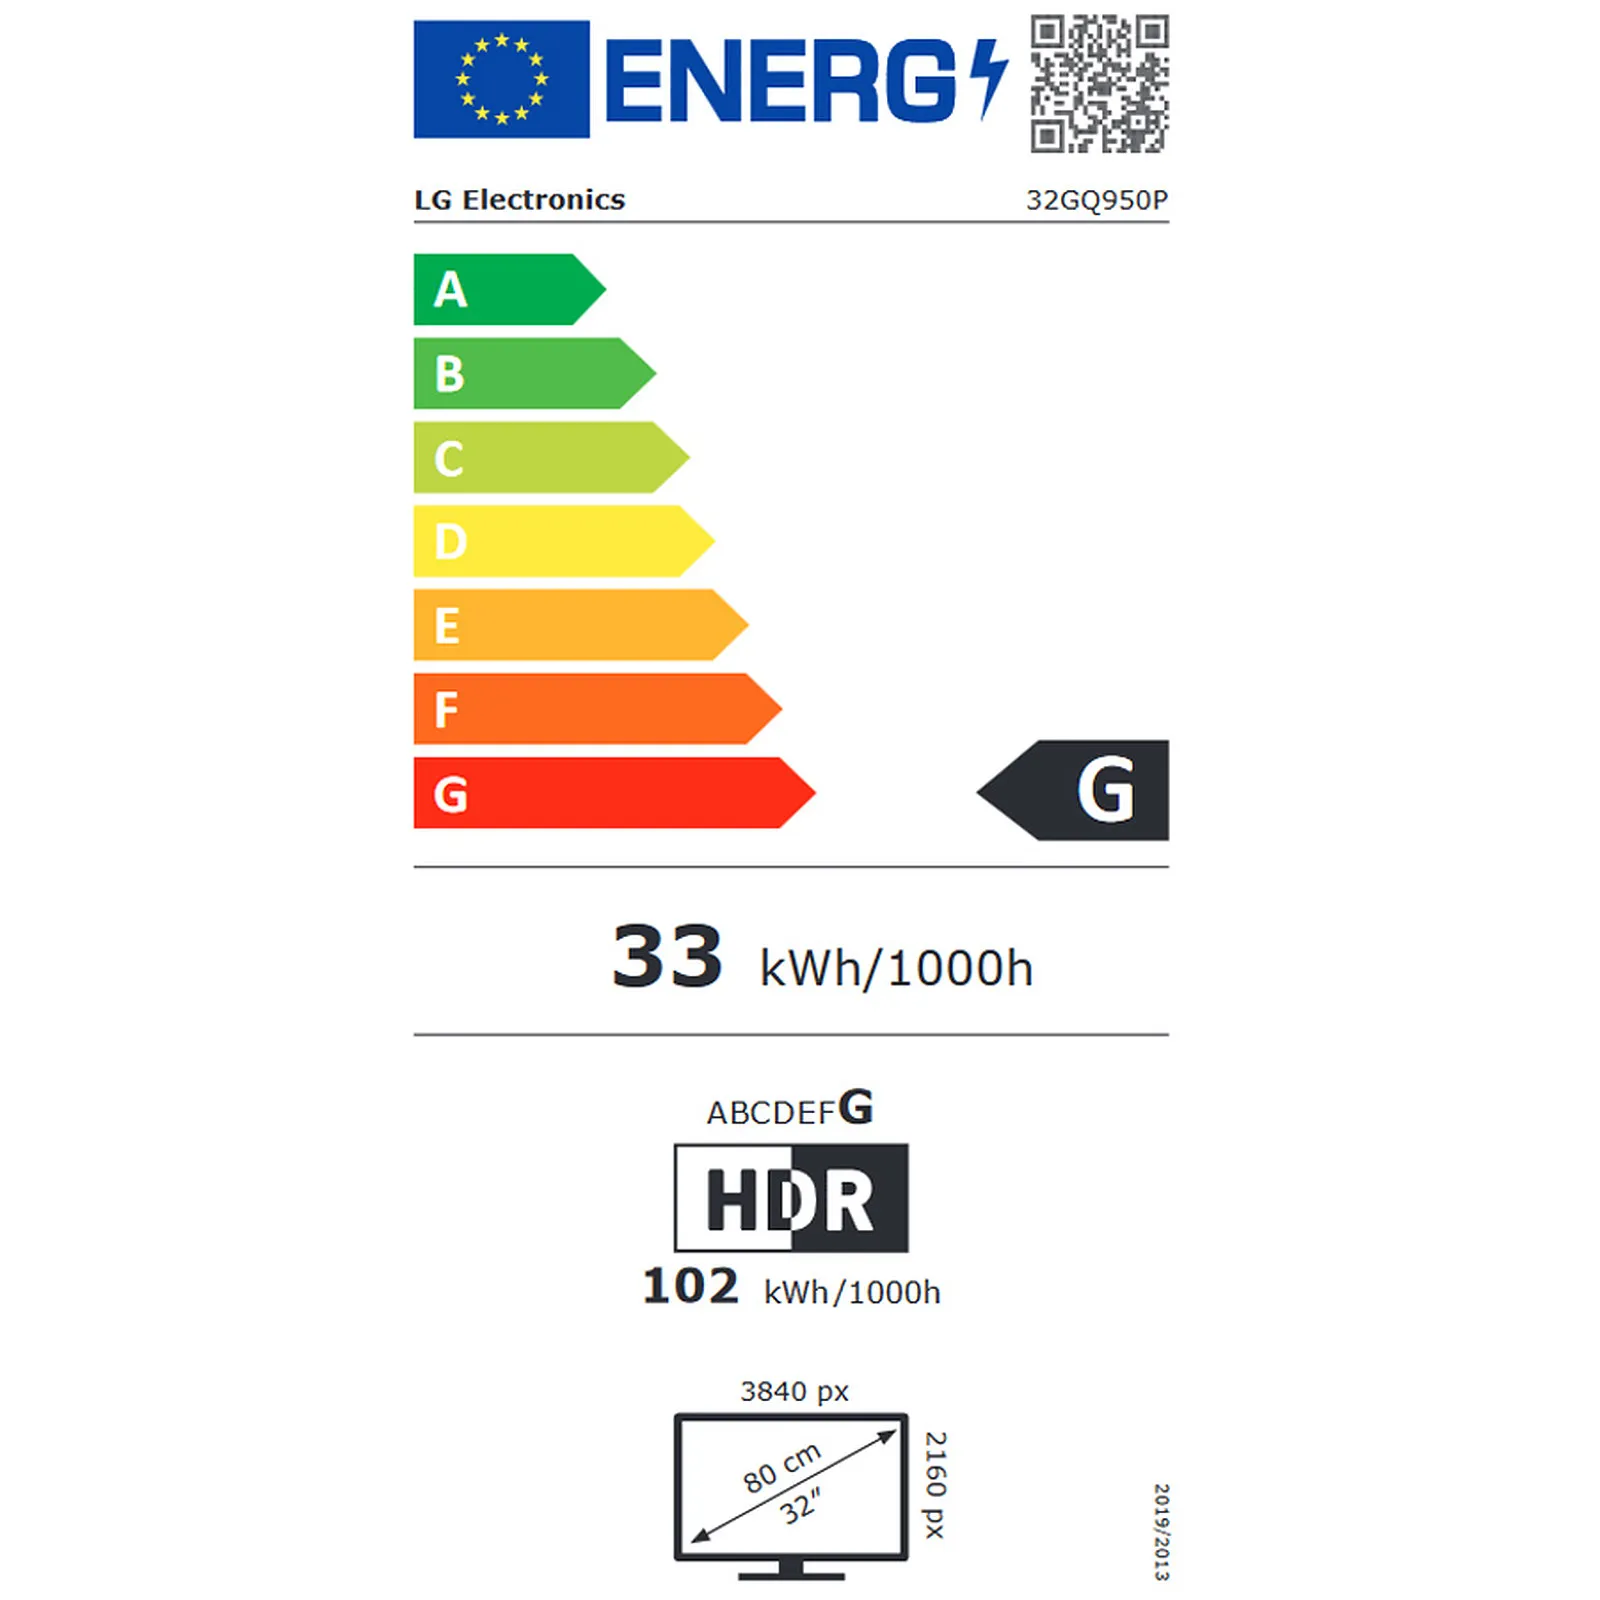 ENERG
LG Electronics 32GQ950P
A
B
C
D
E
F
G
G
33 kWh/1000h
ABCDEFG
HDR
102 kWh/1000h
3840 px
80 cm
32"
2160 px
2019/2013